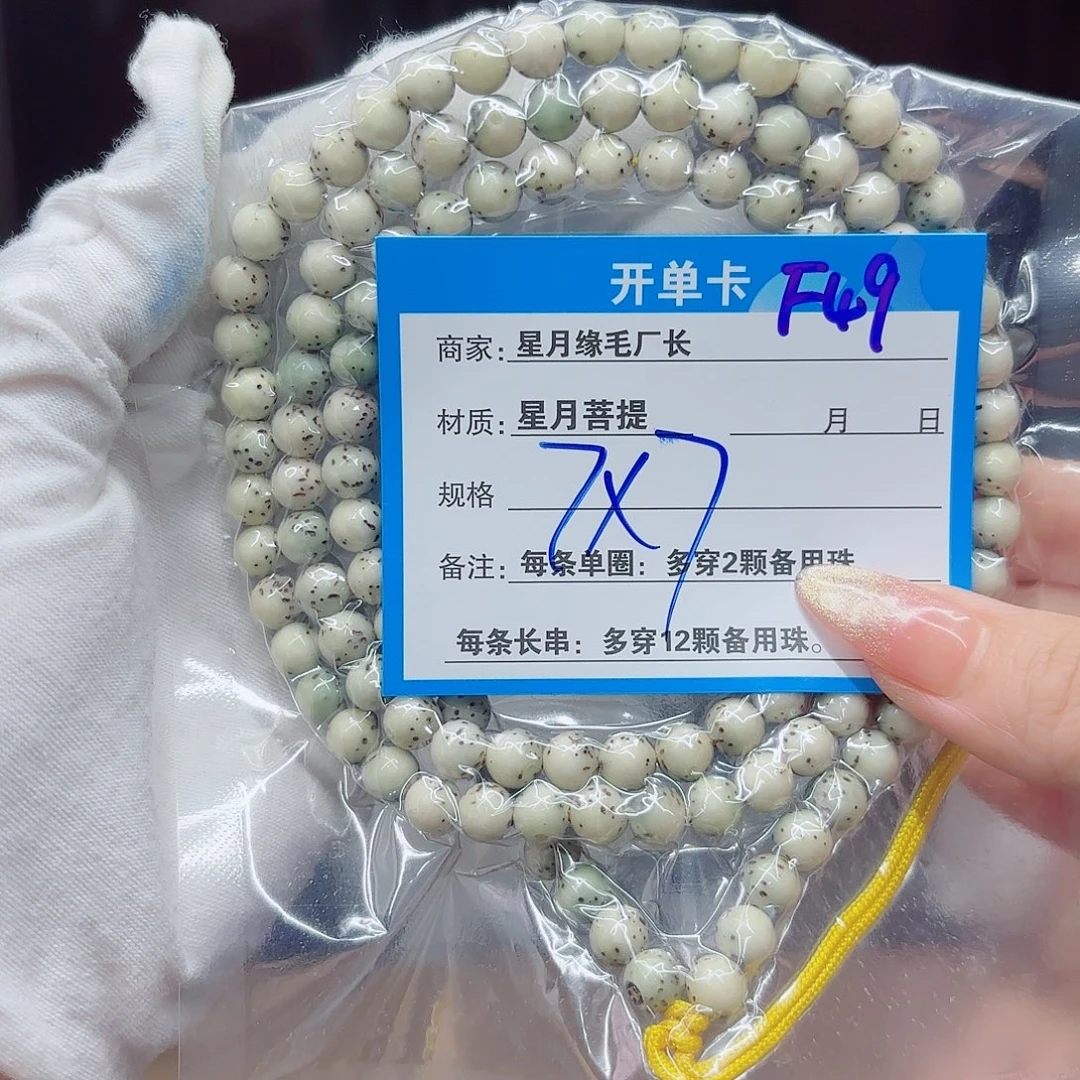 开单卡 F49
商家: 星月缘毛厂长
材质: 星月菩提 月 日
规格 7X7
备注: 每条单圈: 多穿2颗备用珠
每条长串: 多穿12颗备用珠。